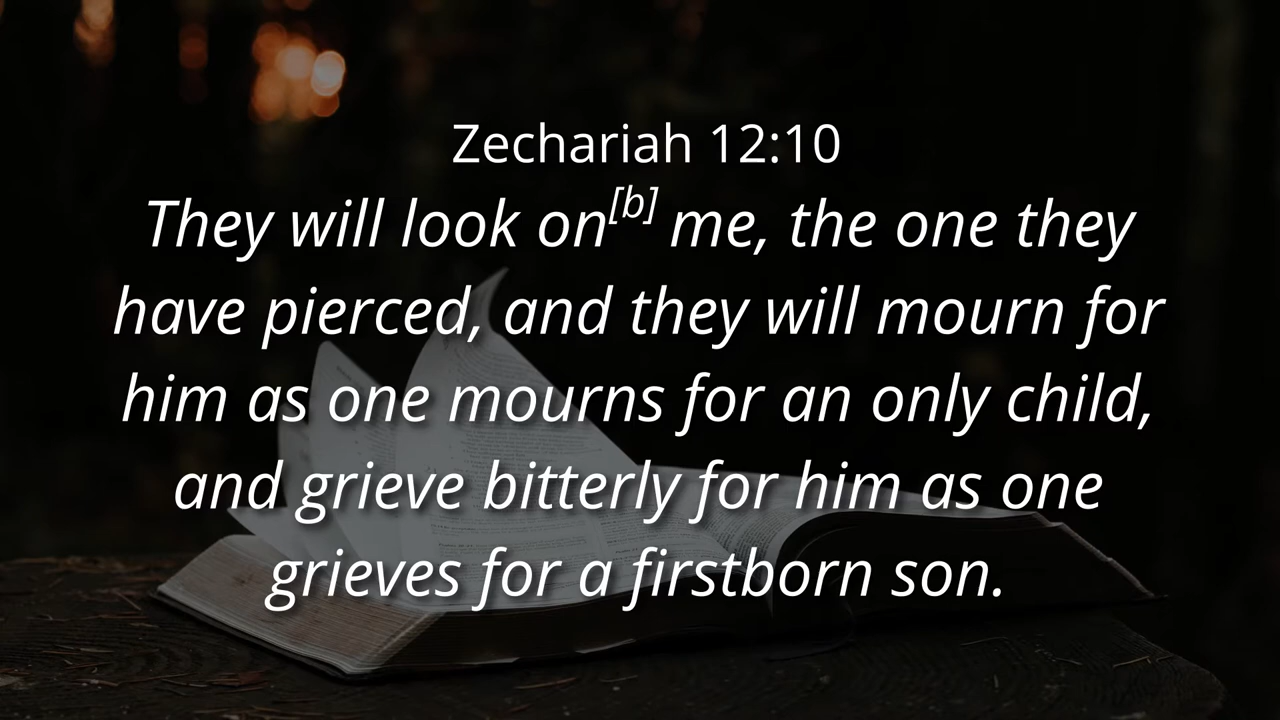 Zechariah 12:10
They will look on[b] me, the one they
have pierced, and they will mourn for
him as one mourns for an only child,
and grieve bitterly for him as one
grieves for a firstborn son.